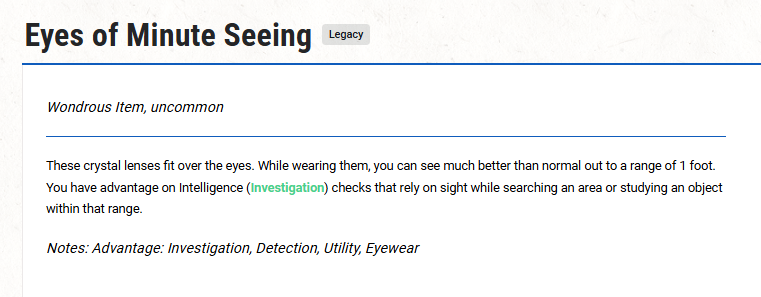 Eyes of Minute Seeing Legacy
Wondrous Item, uncommon
These crystal lenses fit over the eyes. While wearing them, you can see much better than normal out to a range of 1 foot.
You have advantage on Intelligence (Investigation) checks that rely on sight while searching an area or studying an object
within that range.
Notes: Advantage: Investigation, Detection, Utility, Eyewear